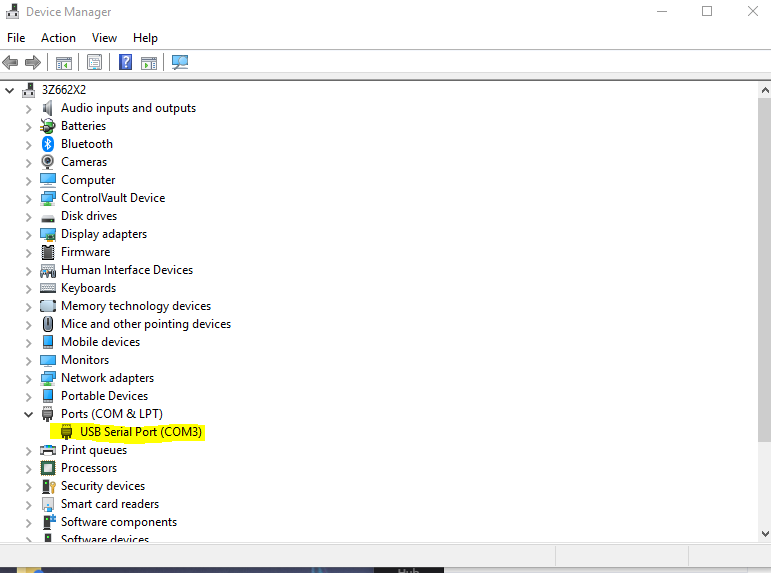 Device Manager
File Action View Help
3Z662X2
Audio inputs and outputs
Batteries
Bluetooth
Cameras
Computer
ControlVault Device
Disk drives
Display adapters
Firmware
Human Interface Devices
Keyboards
Memory technology devices
Mice and other pointing devices
Mobile devices
Monitors
Network adapters
Portable Devices
Ports (COM & LPT)
USB Serial Port (COM3)
Print queues
Processors
Security devices
Smart card readers
Software components
Software devices
Hub